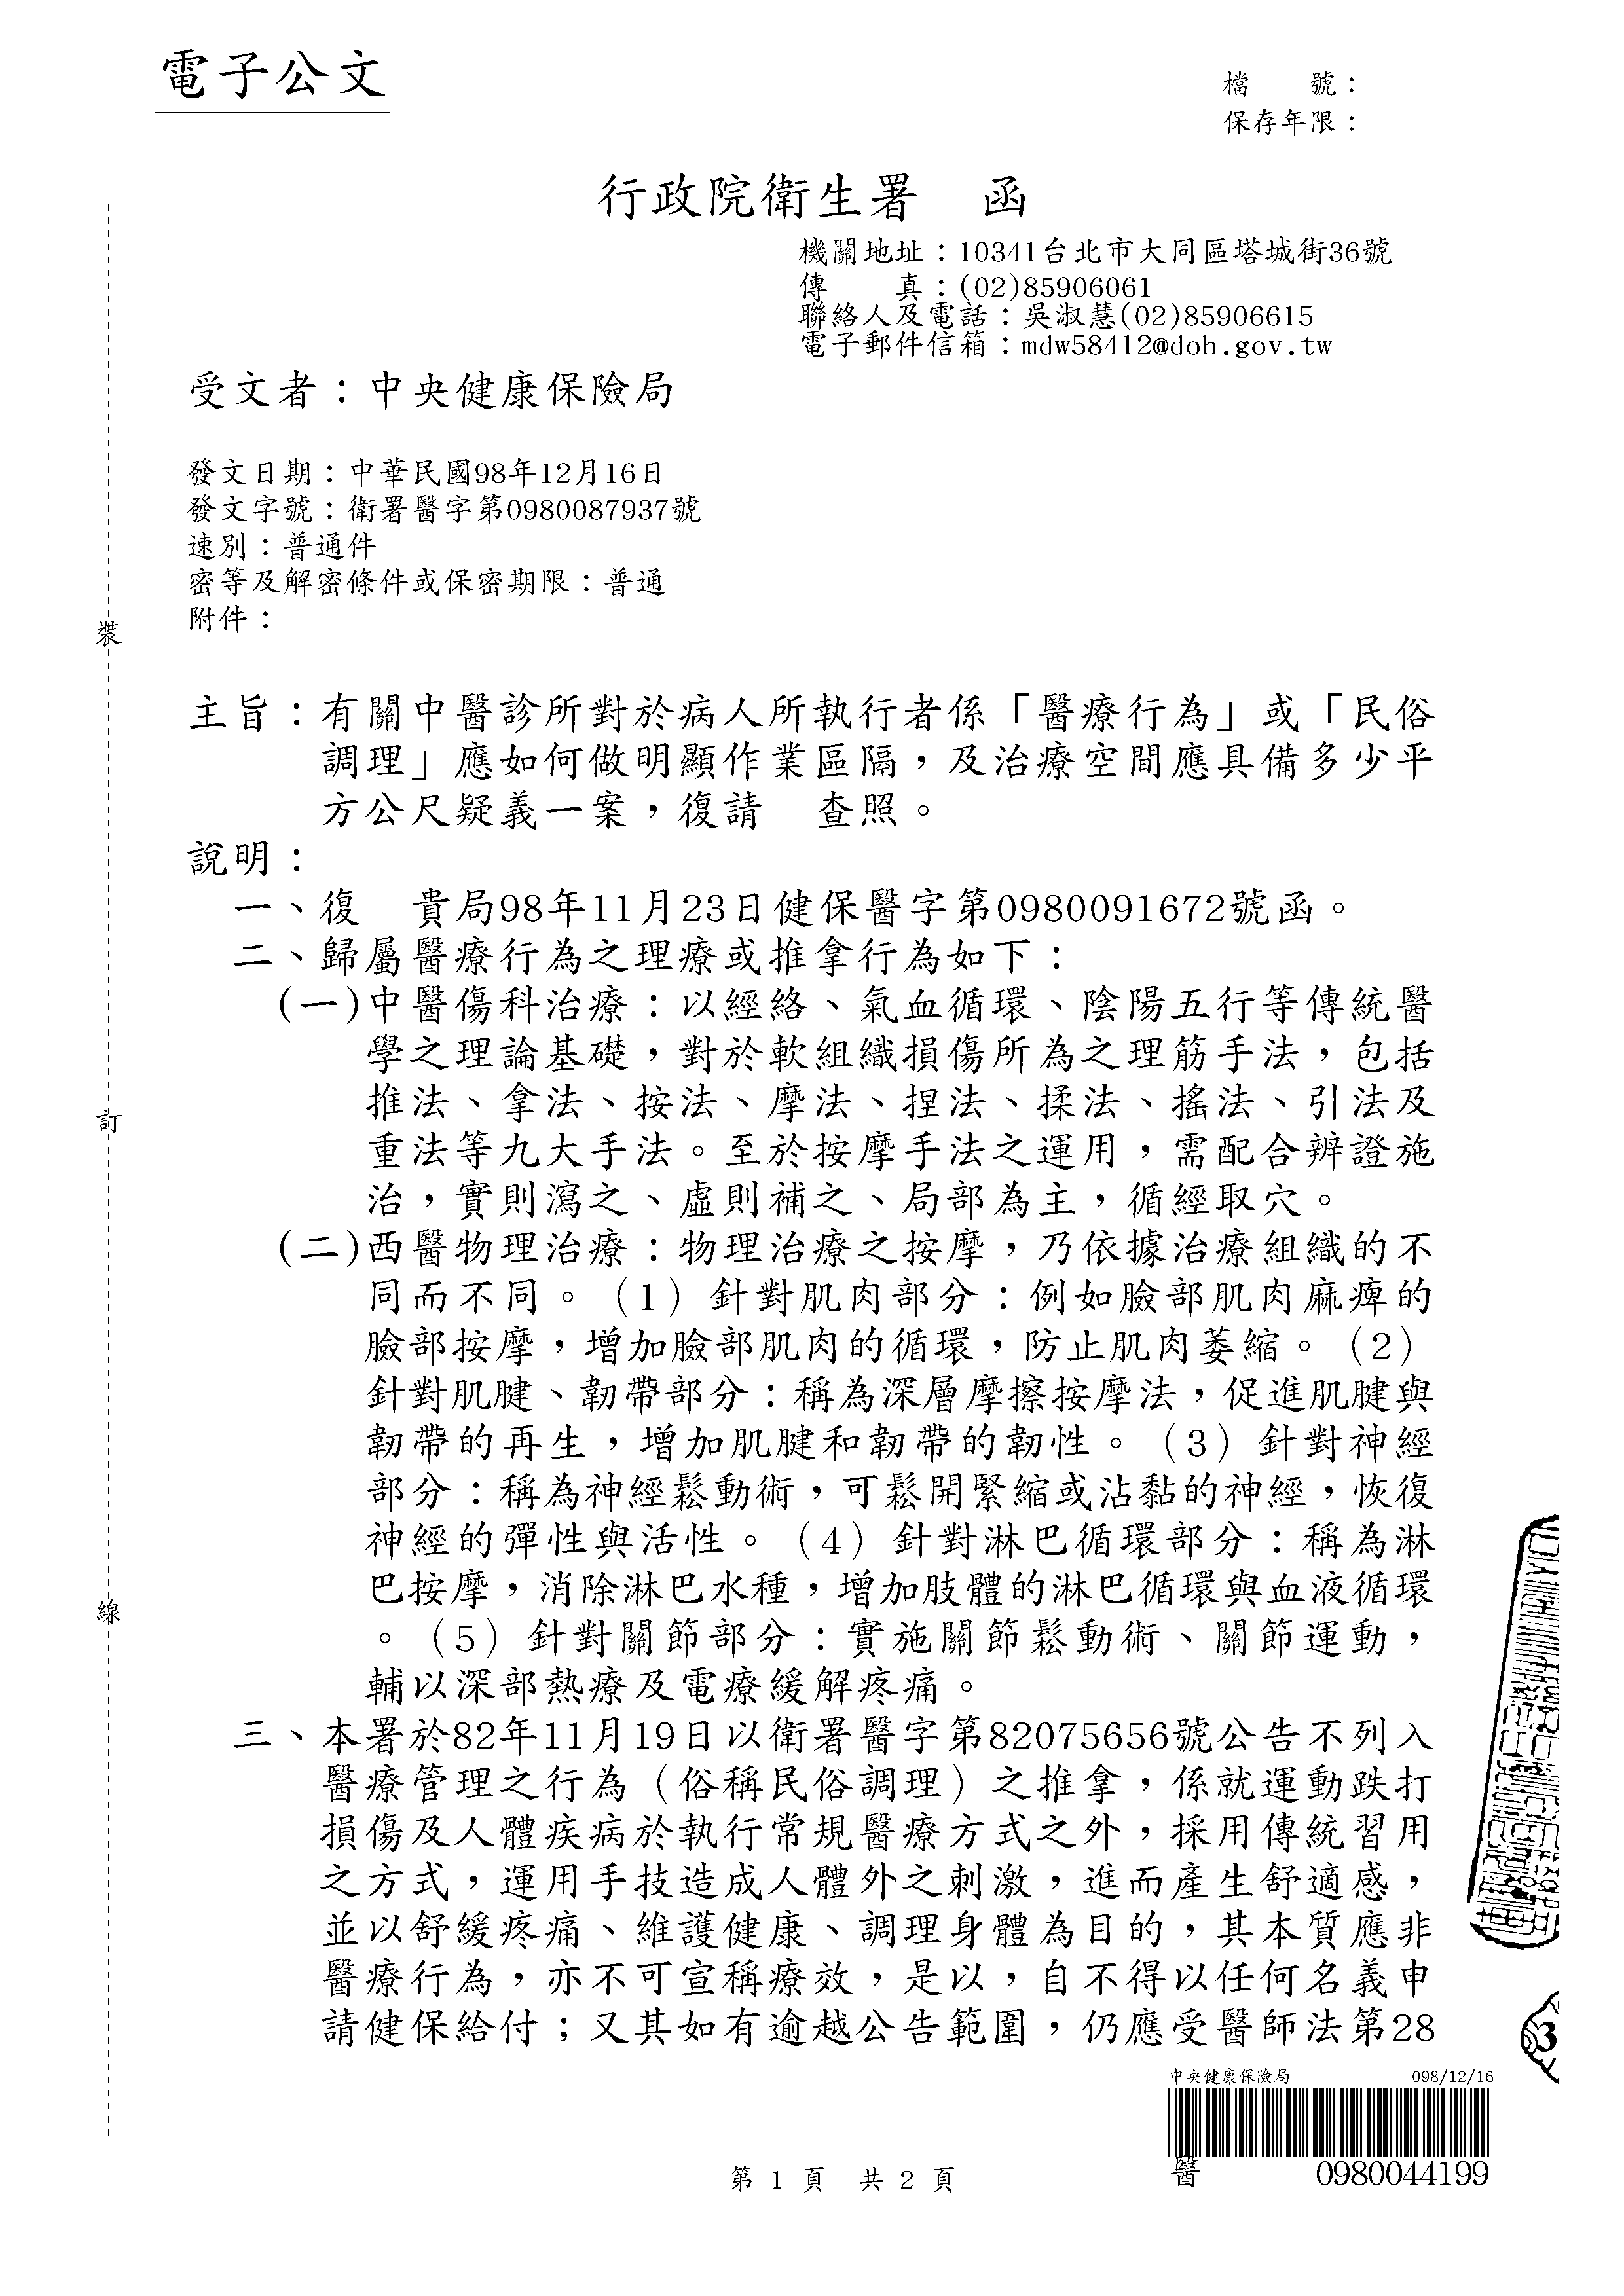 電子公文
檔　　號：
保存年限：
行政院衛生署　函
機關地址：10341台北市大同區塔城街36號
傳　　真：(02)85906061
聯絡人及電話：吳淑慧(02)85906615
電子郵件信箱：mdw58412@doh.gov.tw
受文者：中央健康保險局
發文日期：中華民國98年12月16日
發文字號：衛署醫字第0980087937號
速別：普通件
密等及解密條件或保密期限：普通
附件：
裝
主旨：有關中醫診所對於病人所執行者係「醫療行為」或「民俗
調理」應如何做明顯作業區隔，及治療空間應具備多少平
方公尺疑義一案，復請　查照。
說明：
一、復　貴局98年11月23日健保醫字第0980091672號函。
二、歸屬醫療行為之理療或推拿行為如下：
(一)中醫傷科治療：以經絡、氣血循環、陰陽五行等傳統醫
學之理論基礎，對於軟組織損傷所為之理筋手法，包括
推法、拿法、按法、摩法、捏法、揉法、搖法、引法及
訂
重法等九大手法。至於按摩手法之運用，需配合辨證施
治，實則瀉之、虛則補之、局部為主，循經取穴。
(二)西醫物理治療：物理治療之按摩，乃依據治療組織的不
同而不同。（1）針對肌肉部分：例如臉部肌肉麻痺的
臉部按摩，增加臉部肌肉的循環，防止肌肉萎縮。（2）
針對肌腱、韌帶部分：稱為深層摩擦按摩法，促進肌腱與
韌帶的再生，增加肌腱和韌帶的韌性。（3）針對神經
部分：稱為神經鬆動術，可鬆開緊縮或沾黏的神經，恢復
神經的彈性與活性。（4）針對淋巴循環部分：稱為淋
巴按摩，消除淋巴水種，增加肢體的淋巴循環與血液循環
線
。（5）針對關節部分：實施關節鬆動術、關節運動，
輔以深部熱療及電療緩解疼痛。
三、本署於82年11月19日以衛署醫字第82075656號公告不列入
醫療管理之行為（俗稱民俗調理）之推拿，係就運動跌打
損傷及人體疾病於執行常規醫療方式之外，採用傳統習用
之方式，運用手技造成人體外之刺激，進而產生舒適感，
並以舒緩疼痛、維護健康、調理身體為目的，其本質應非
醫療行為，亦不可宣稱療效，是以，自不得以任何名義申
請健保給付；又其如有逾越公告範圍，仍應受醫師法第28
3
中央健康保險局　098/12/16
醫　0980044199
第 1 頁　共 2 頁